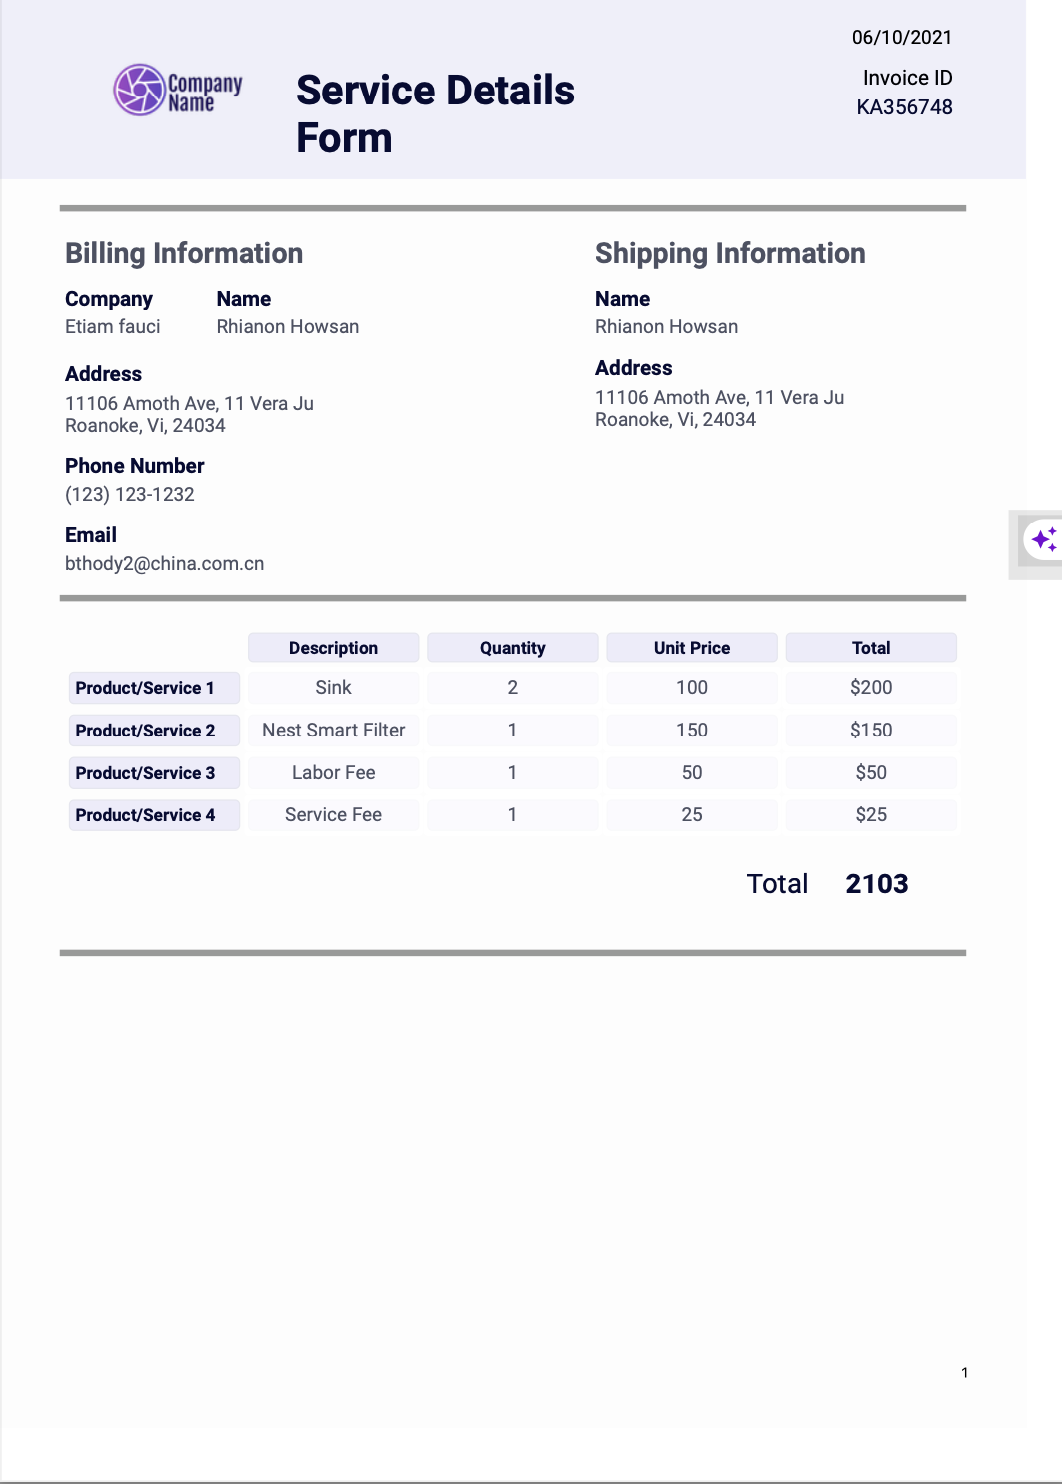 06/10/2021
Company
Name
Service Details
Form
Invoice ID
KA356748
Billing Information
Company Name
Etiam fauci Rhianon Howsan
Address
11106 Amoth Ave, 11 Vera Ju
Roanoke, Vi, 24034
Phone Number
(123) 123-1232
Email
bthody2@china.com.cn
Shipping Information
Name
Rhianon Howsan
Address
11106 Amoth Ave, 11 Vera Ju
Roanoke, Vi, 24034
Description Quantity Unit Price Total
Product/Service 1 Sink 2 100 $200
Product/Service 2 Nest Smart Filter 1 150 $150
Product/Service 3 Labor Fee 1 50 $50
Product/Service 4 Service Fee 1 25 $25
Total 2103
1